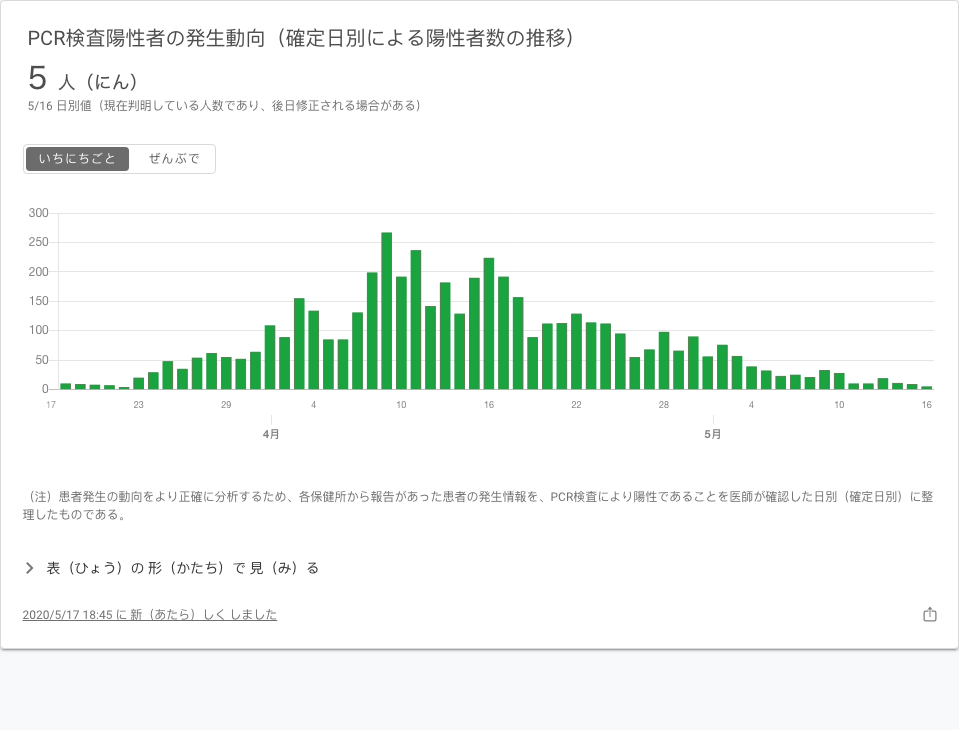 PCR検査陽性者の発生動向（確定日別による陽性者数の推移）
5 人（にん）
5/16 日別値（現在判明している人数であり、後日修正される場合がある）
いちにちごと ぜんぶで
300
250
200
150
100
50
0
17 23 29 4 10 16 22 28 4 10 16
4月 5月
（注）患者発生の動向をより正確に分析するため、各保健所から報告があった患者の発生情報を、PCR検査により陽性であることを医師が確認した日別（確定日別）に整
理したものである。
表（ひょう）の 形（かたち）で 見（み）る
2020/5/17 18:45 に 新（あたら）しく しました